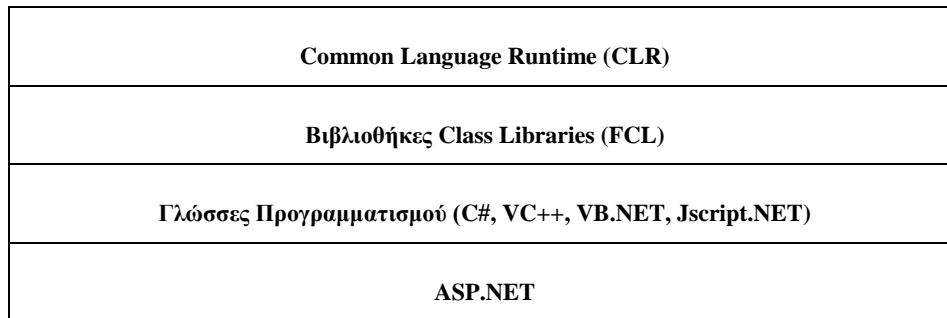 Common Language Runtime (CLR)
Βιβλιοθήκες Class Libraries (FCL)
Γλώσσες Προγραμματισμού (C#, VC++, VB.NET, Jscript.NET)
ASP.NET